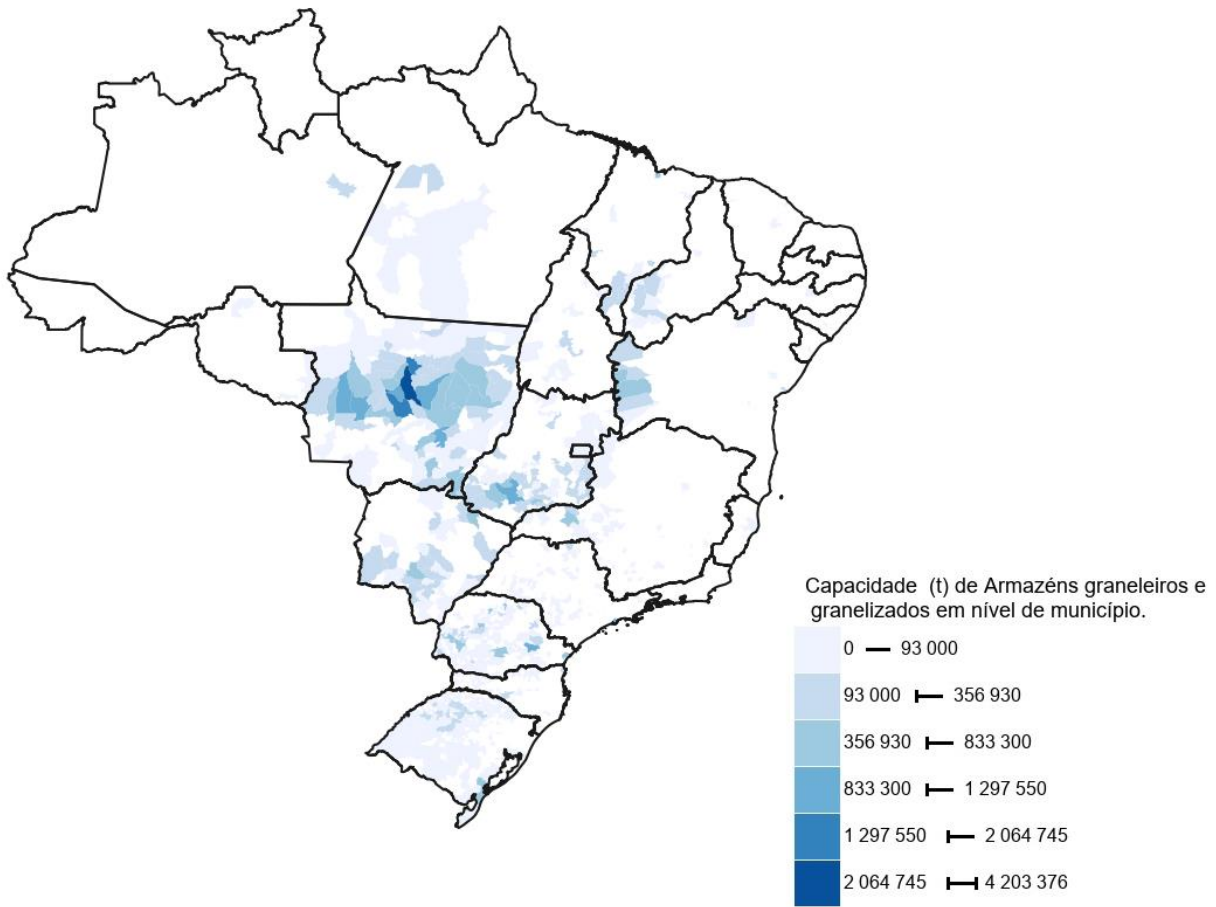 Capacidade (t) de Armazéns graneleiros e
granelizados em nível de município.
0 — 93 000
93 000 ⊢ 356 930
356 930 ⊢ 833 300
833 300 ⊢ 1 297 550
1 297 550 ⊢ 2 064 745
2 064 745 ⊢⊣ 4 203 376